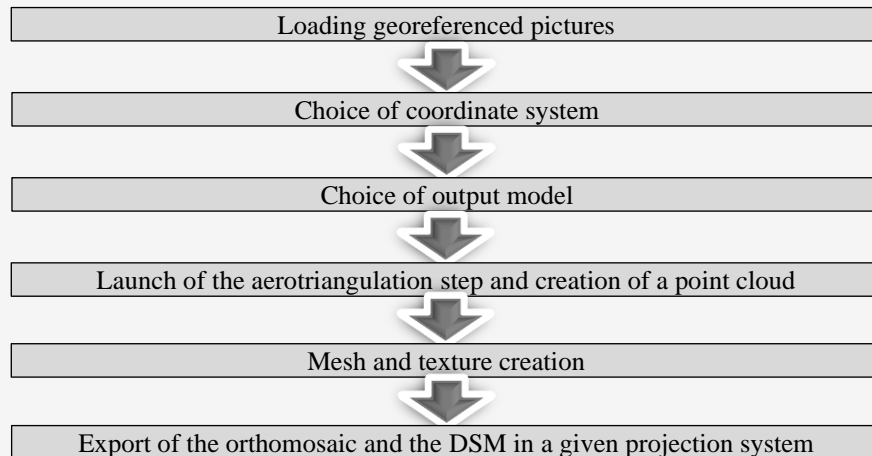 Loading georeferenced pictures
Choice of coordinate system
Choice of output model
Launch of the aerotriangulation step and creation of a point cloud
Mesh and texture creation
Export of the orthomosaic and the DSM in a given projection system